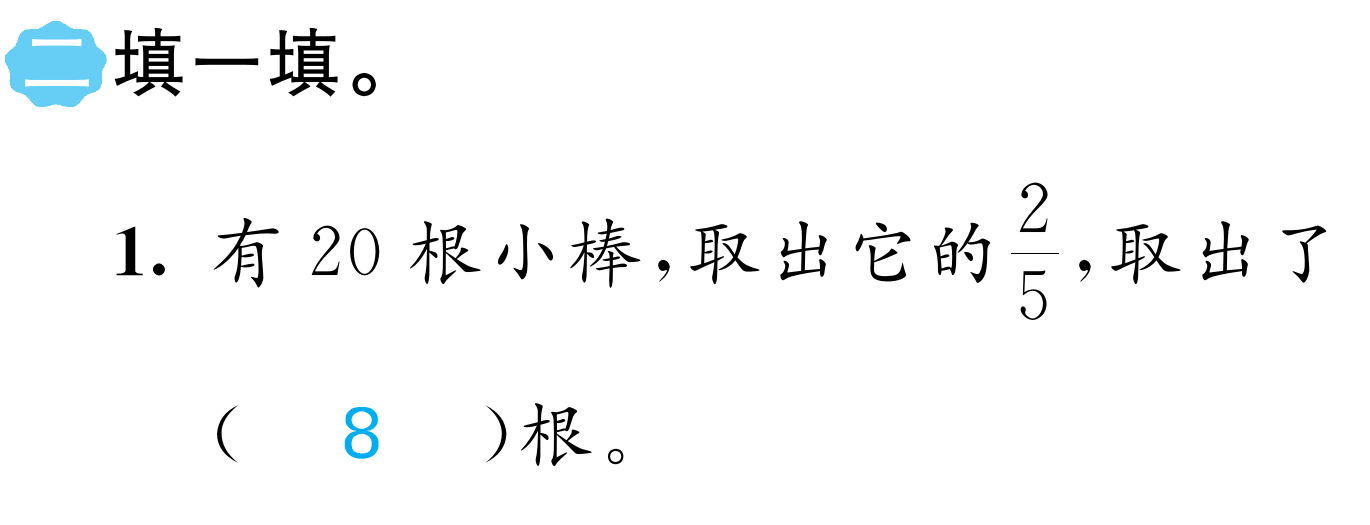 二 填一填。
1. 有 20 根小棒,取出它的2/5,取出了
( 8 )根。